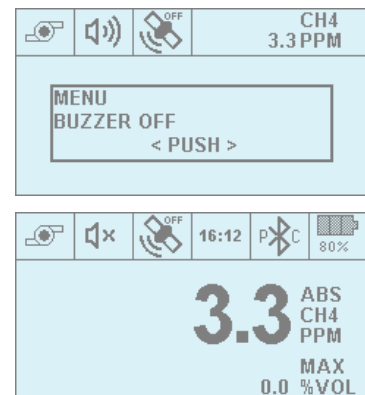 OFF
CH4
3.3 PPM
MENU
BUZZER OFF
< PUSH >
OFF
16:12
P C
80%
3.3
ABS
CH4
PPM
MAX
0.0 %VOL